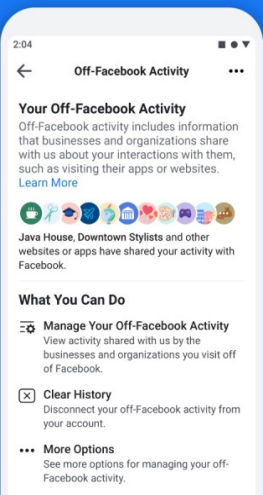 2:04
Off-Facebook Activity
Your Off-Facebook Activity
Off-Facebook activity includes information
that businesses and organizations share
with us about your interactions with them,
such as visiting their apps or websites.
Learn More
Java House, Downtown Stylists and other
websites or apps have shared your activity with
Facebook.
What You Can Do
Manage Your Off-Facebook Activity
View activity shared with us by the
businesses and organizations you visit off
of Facebook.
Clear History
Disconnect your off-Facebook activity from
your account.
More Options
See more options for managing your off-
Facebook activity.